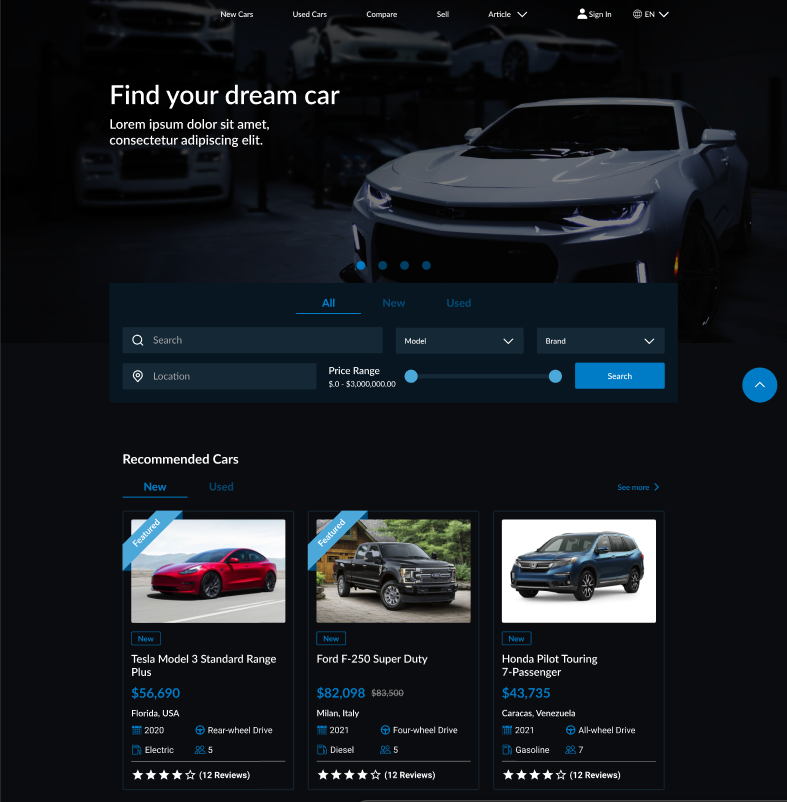 New Cars
Used Cars
Compare
Sell
Article
Sign In
EN
Find your dream car
Lorem ipsum dolor sit amet,
consectetur adipiscing elit.
All
New
Used
Search
Model
Brand
Location
Price Range
$.0 - $3,000,000.00
Search
Recommended Cars
New
Used
See more
Featured
New
Tesla Model 3 Standard Range
Plus
$56,690
Florida, USA
2020
Rear-wheel Drive
Electric
5
(12 Reviews)
Featured
New
Ford F-250 Super Duty
$82,098 $83,500
Milan, Italy
2021
Four-wheel Drive
Diesel
5
(12 Reviews)
New
Honda Pilot Touring
7-Passenger
$43,735
Caracas, Venezuela
2021
All-wheel Drive
Gasoline
7
(12 Reviews)